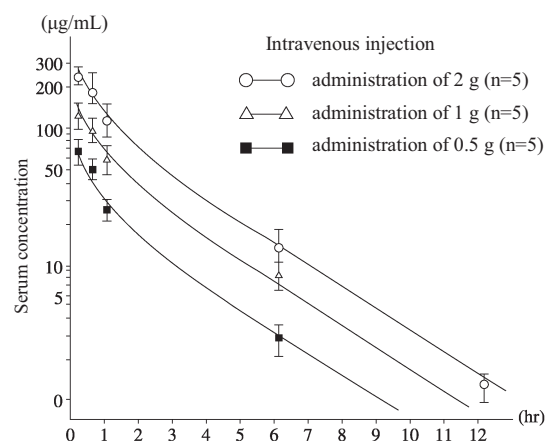 (μg/mL)
Intravenous injection
administration of 2 g (n=5)
administration of 1 g (n=5)
administration of 0.5 g (n=5)
Serum concentration
300
200
100
50
10
5
0
0 1 2 3 4 5 6 7 8 9 10 11 12 (hr)